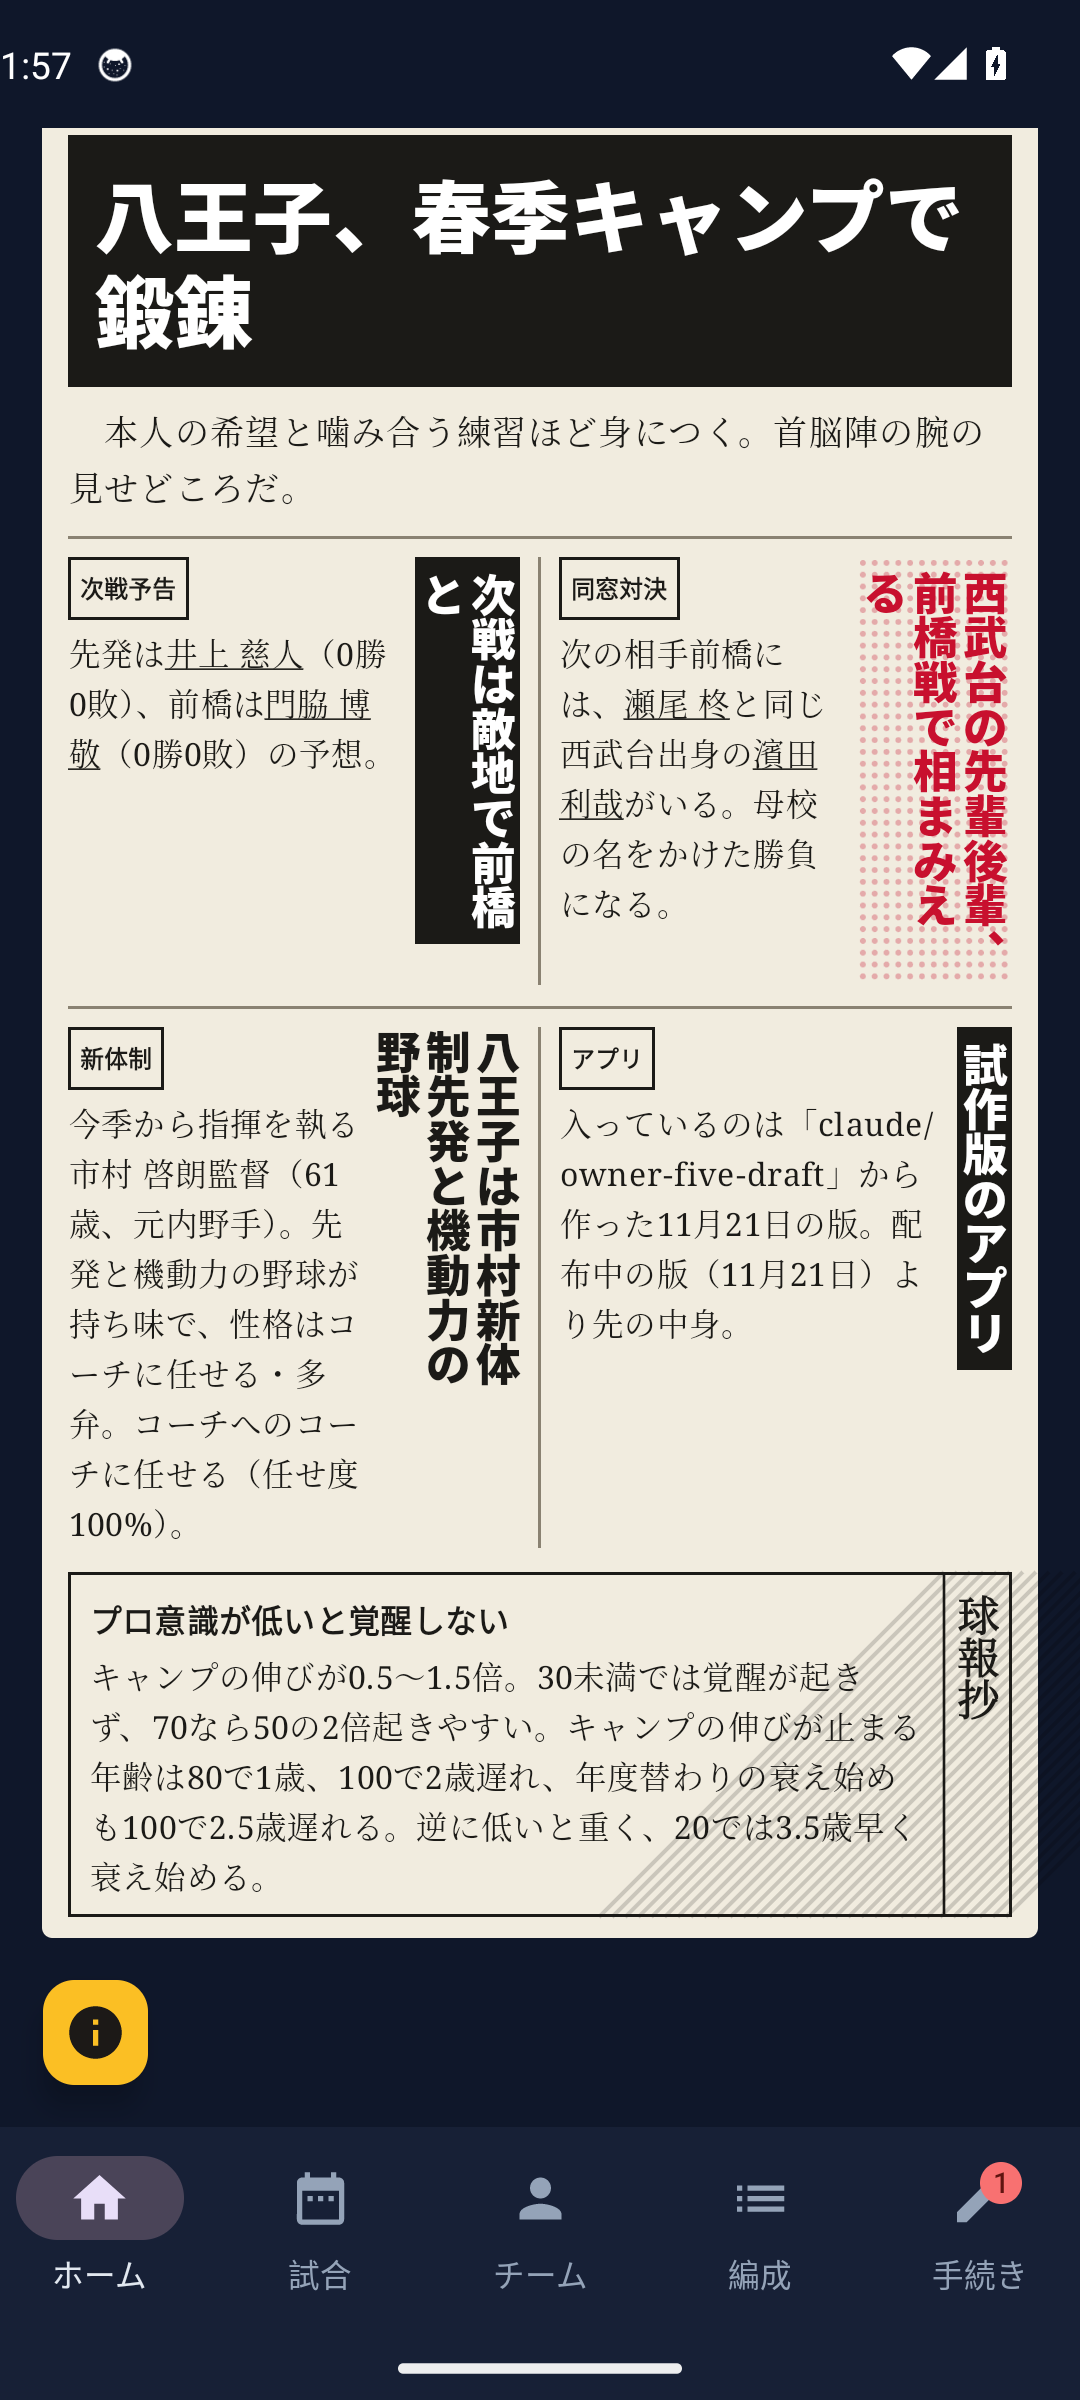 1:57
八王子、春季キャンプで
鍛錬
本人の希望と噛み合う練習ほど身につく。首脳陣の腕の
見せどころだ。
次戦予告
次戦は敵地で前橋
と
先発は井上 慈人（0勝
0敗）、前橋は門脇 博
敬（0勝0敗）の予想。
同窓対決
西武台の先輩後輩、
前橋戦で相まみえ
る
次の相手前橋に
は、瀬尾 柊と同じ
西武台出身の濱田
利哉がいる。母校
の名をかけた勝負
になる。
新体制
八王子は市村新体
制先発と機動力の
野球
今季から指揮を執る
市村 啓朗監督（61
歳、元内野手）。先
発と機動力の野球が
持ち味で、性格はコ
ーチに任せる・多
弁。コーチへのコー
チに任せる（任せ度
100%）。
アプリ
試作版のアプリ
入っているのは「claude/
owner-five-draft」から
作った11月21日の版。配
布中の版（11月21日）よ
り先の中身。
球報抄
プロ意識が低いと覚醒しない
キャンプの伸びが0.5〜1.5倍。30未満では覚醒が起き
ず、70なら50の2倍起きやすい。キャンプの伸びが止まる
年齢は80で1歳、100で2歳遅れ、年度替わりの衰え始め
も100で2.5歳遅れる。逆に低いと重く、20では3.5歳早く
衰え始める。
ホーム
試合
チーム
編成
1
手続き